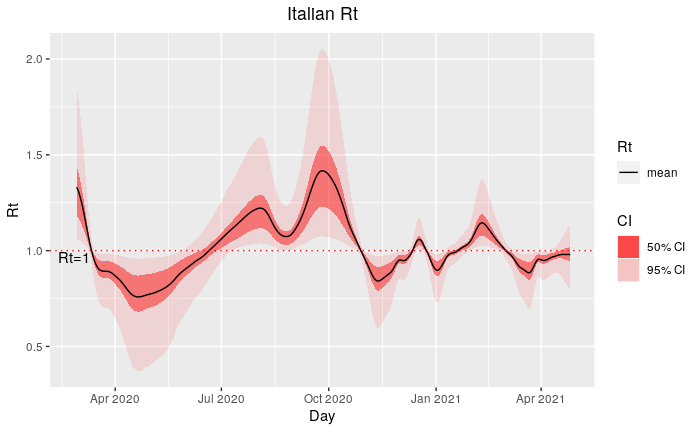 Italian Rt
Rt
2.0
1.5
1.0
0.5
Rt=1
Apr 2020
Jul 2020
Oct 2020
Jan 2021
Apr 2021
Day
Rt
mean
CI
50% CI
95% CI